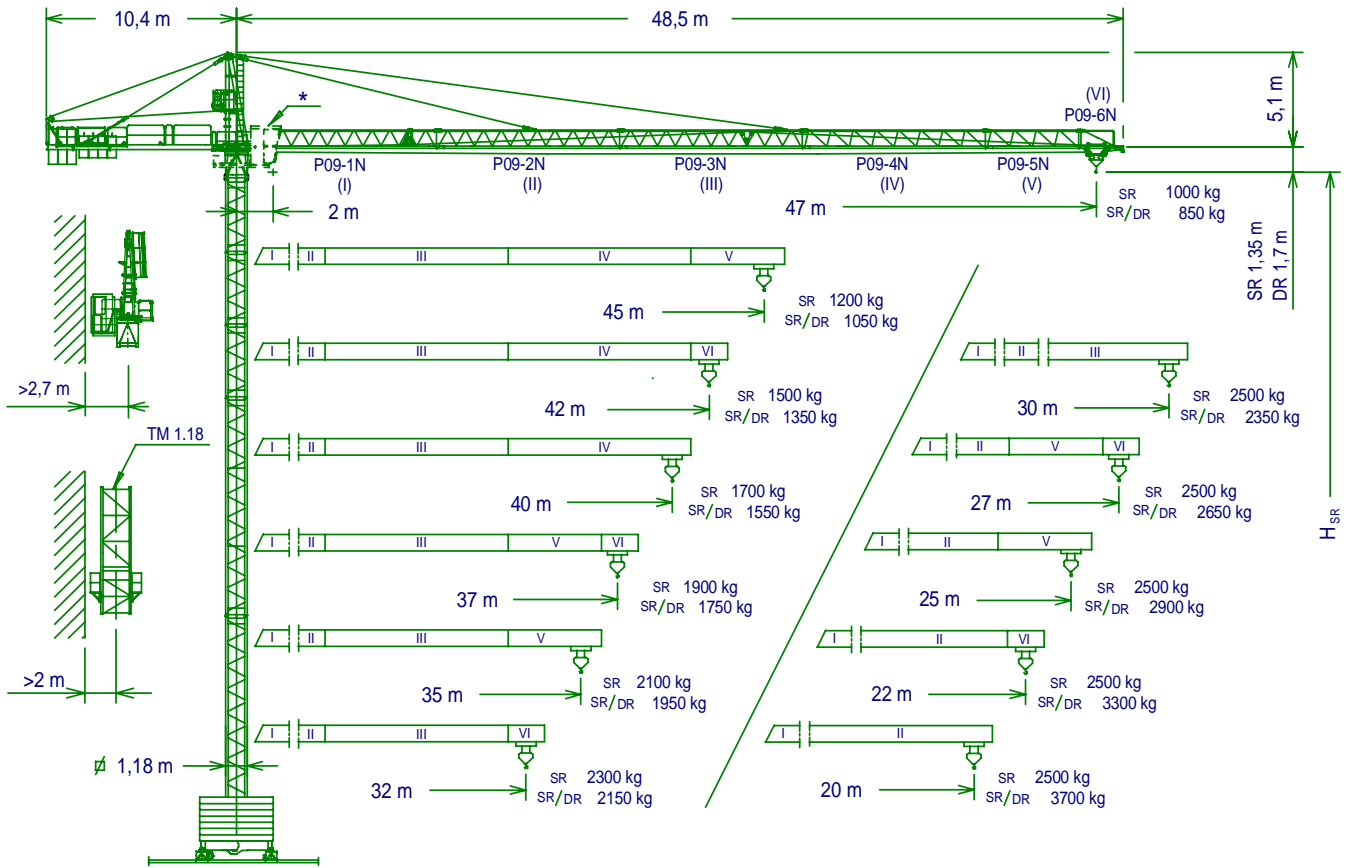 10,4 m
48,5 m
*
(VI)
P09-6N
5,1 m
P09-1N
(I)
P09-2N
(II)
P09-3N
(III)
P09-4N
(IV)
P09-5N
(V)
2 m
47 m
SR 1000 kg
SR/DR 850 kg
SR 1,35 m
DR 1,7 m
H SR
I II III IV V
45 m
SR 1200 kg
SR/DR 1050 kg
I II III IV VI
42 m
SR 1500 kg
SR/DR 1350 kg
I II III
30 m
SR 2500 kg
SR/DR 2350 kg
>2,7 m
TM 1.18
I II III IV
40 m
SR 1700 kg
SR/DR 1550 kg
I II V VI
27 m
SR 2500 kg
SR/DR 2650 kg
I II III V VI
37 m
SR 1900 kg
SR/DR 1750 kg
I II V
25 m
SR 2500 kg
SR/DR 2900 kg
>2 m
I II III V
35 m
SR 2100 kg
SR/DR 1950 kg
I II VI
22 m
SR 2500 kg
SR/DR 3300 kg
1,18 m
I II III VI
32 m
SR 2300 kg
SR/DR 2150 kg
I II
20 m
SR 2500 kg
SR/DR 3700 kg